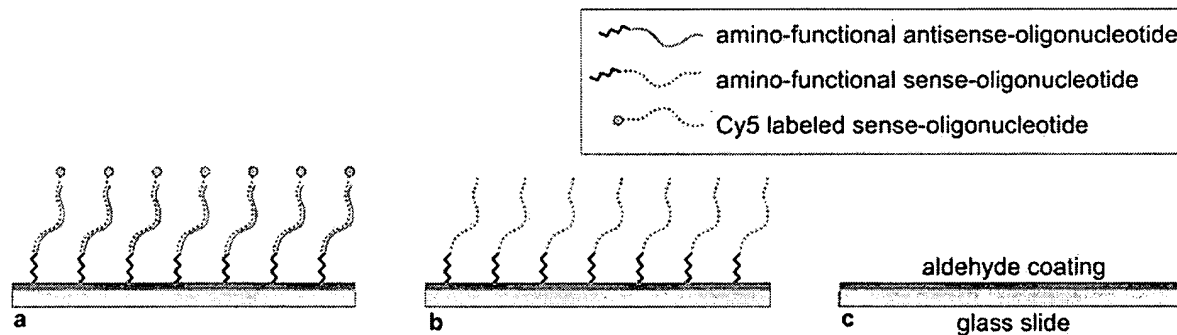 amino-functional antisense-oligonucleotide
amino-functional sense-oligonucleotide
Cy5 labeled sense-oligonucleotide
aldehyde coating
a
b
c
glass slide